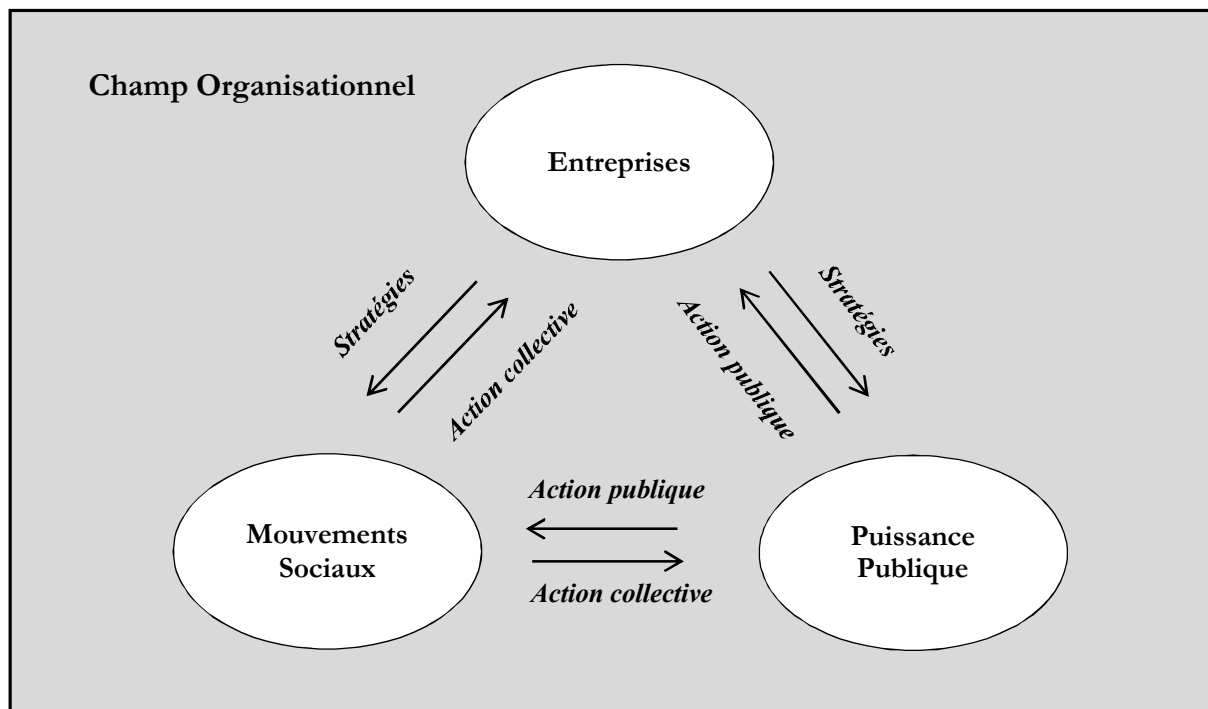 Champ Organisationnel
Entreprises
Stratégies
Action collective
Action publique
Stratégies
Action publique
Mouvements
Sociaux
Action collective
Puissance
Publique